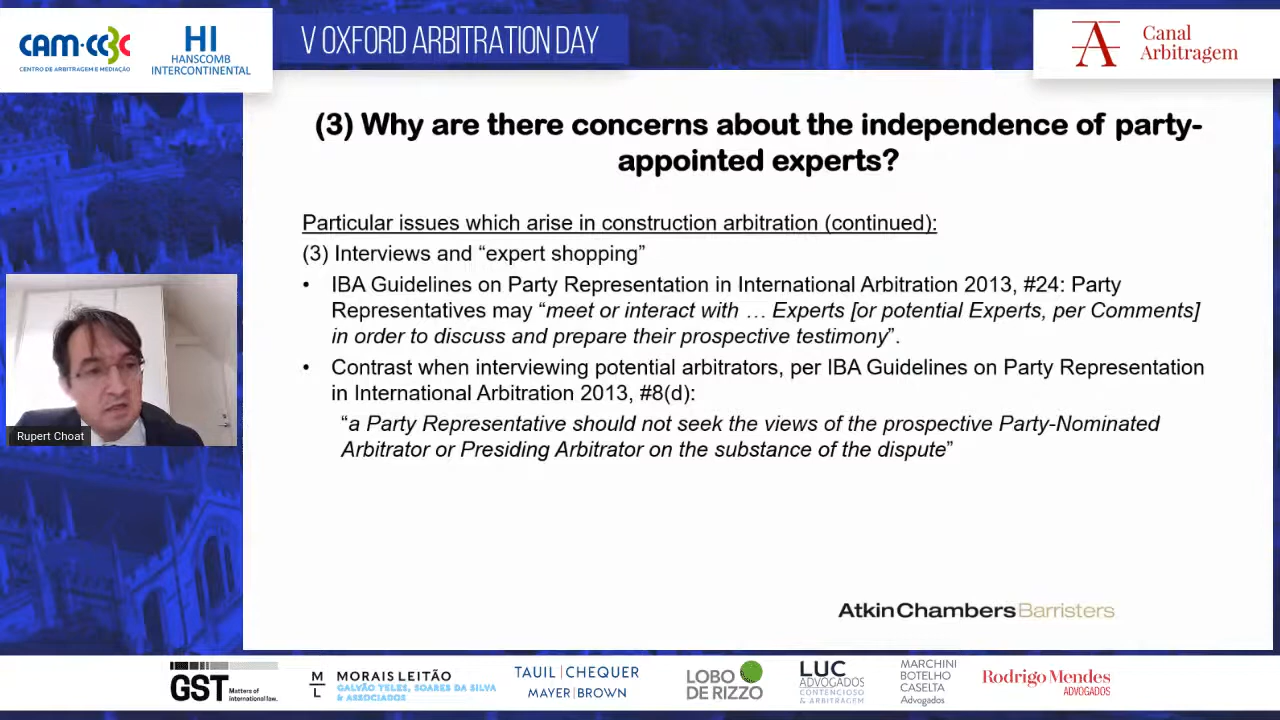 CAM-CCBC
CENTRO DE ARBITRAGEM E MEDIAÇÃO
HI
HANSCOMB
INTERCONTINENTAL
V OXFORD ARBITRATION DAY
A
Canal
Arbitragem
(3) Why are there concerns about the independence of party-
appointed experts?
Particular issues which arise in construction arbitration (continued):
(3) Interviews and “expert shopping”
• IBA Guidelines on Party Representation in International Arbitration 2013, #24: Party
Representatives may “meet or interact with … Experts [or potential Experts, per Comments]
in order to discuss and prepare their prospective testimony”.
• Contrast when interviewing potential arbitrators, per IBA Guidelines on Party Representation
in International Arbitration 2013, #8(d):
“a Party Representative should not seek the views of the prospective Party-Nominated
Arbitrator or Presiding Arbitrator on the substance of the dispute”
Rupert Choat
Atkin Chambers Barristers
GST Matters of
international law.
M
L
MORAIS LEITÃO
GALVÃO TELES, SOARES DA SILVA
& ASSOCIADOS
TAUIL | CHEQUER
MAYER | BROWN
LOBO
DE RIZZO
LUC
ADVOGADOS
CONTENCIOSO
& ARBITRAGEM
MARCHINI
BOTELHO
CASELTA
Advogados
Rodrigo Mendes
ADVOGADOS